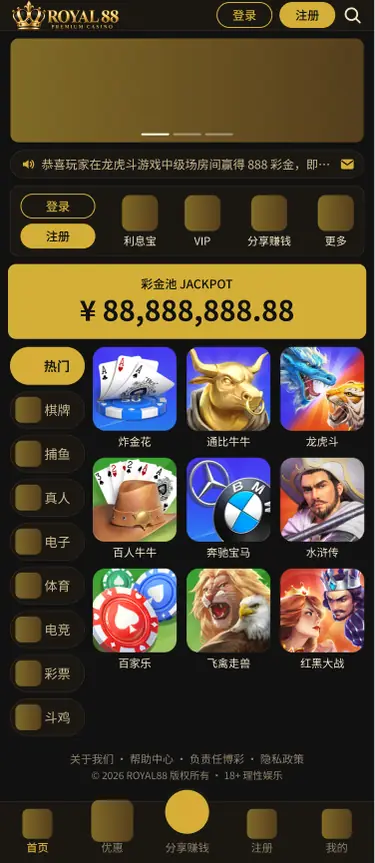 ROYAL 88
PREMIUM CASINO
登录
注册
恭喜玩家在龙虎斗游戏中级场房间赢得 888 彩金，即⋯
登录
注册
利息宝
VIP
分享赚钱
更多
彩金池 JACKPOT
¥ 88,888,888.88
热门
棋牌
捕鱼
真人
电子
体育
电竞
彩票
斗鸡
炸金花
通比牛牛
龙虎斗
百人牛牛
奔驰宝马
水浒传
百家乐
飞禽走兽
红黑大战
关于我们 • 帮助中心 • 负责任博彩 • 隐私政策
© 2026 ROYAL88 版权所有 • 18+ 理性娱乐
首页
优惠
分享赚钱
注册
我的